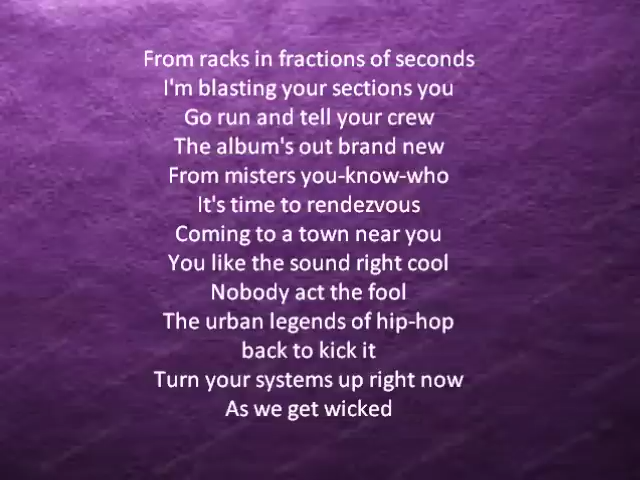 From racks in fractions of seconds
I'm blasting your sections you
Go run and tell your crew
The album's out brand new
From misters you-know-who
It's time to rendezvous
Coming to a town near you
You like the sound right cool
Nobody act the fool
The urban legends of hip-hop
back to kick it
Turn your systems up right now
As we get wicked